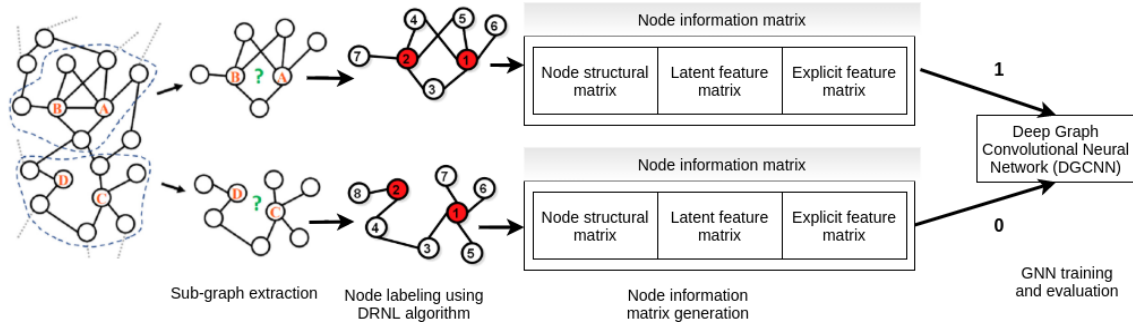 Node information matrix
4
5
6
7
2
1
3
B
A
B
?
A
Node structural
matrix
Latent feature
matrix
Explicit feature
matrix
1
Deep Graph
Convolutional Neural
Network (DGCNN)
Node information matrix
D
C
D
?
C
8
2
7
6
1
4
3
5
Node structural
matrix
Latent feature
matrix
Explicit feature
matrix
0
Sub-graph extraction
Node labeling using
DRNL algorithm
Node information
matrix generation
GNN training
and evaluation